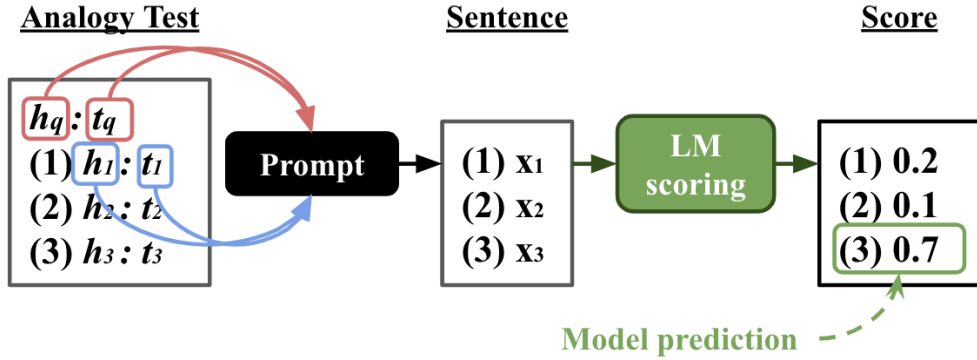 Analogy Test
Sentence
Score
hq : tq
(1) h1 : t1
(2) h2 : t2
(3) h3 : t3
Prompt
(1) x1
(2) x2
(3) x3
LM
scoring
(1) 0.2
(2) 0.1
(3) 0.7
Model prediction